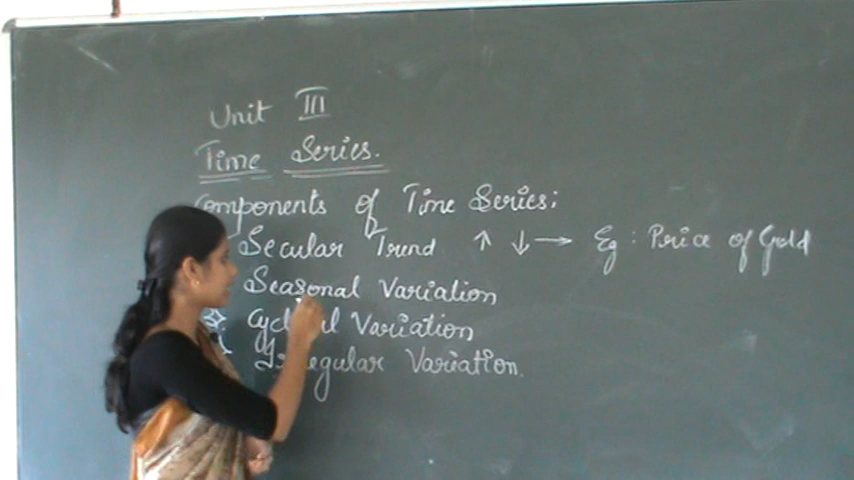 Unit III
Time Series.
Components of Time Series:
Secular Trend ↑ ↓ → Eg : Price of Gold
Seasonal Variation
Variation
Irregular Variation.